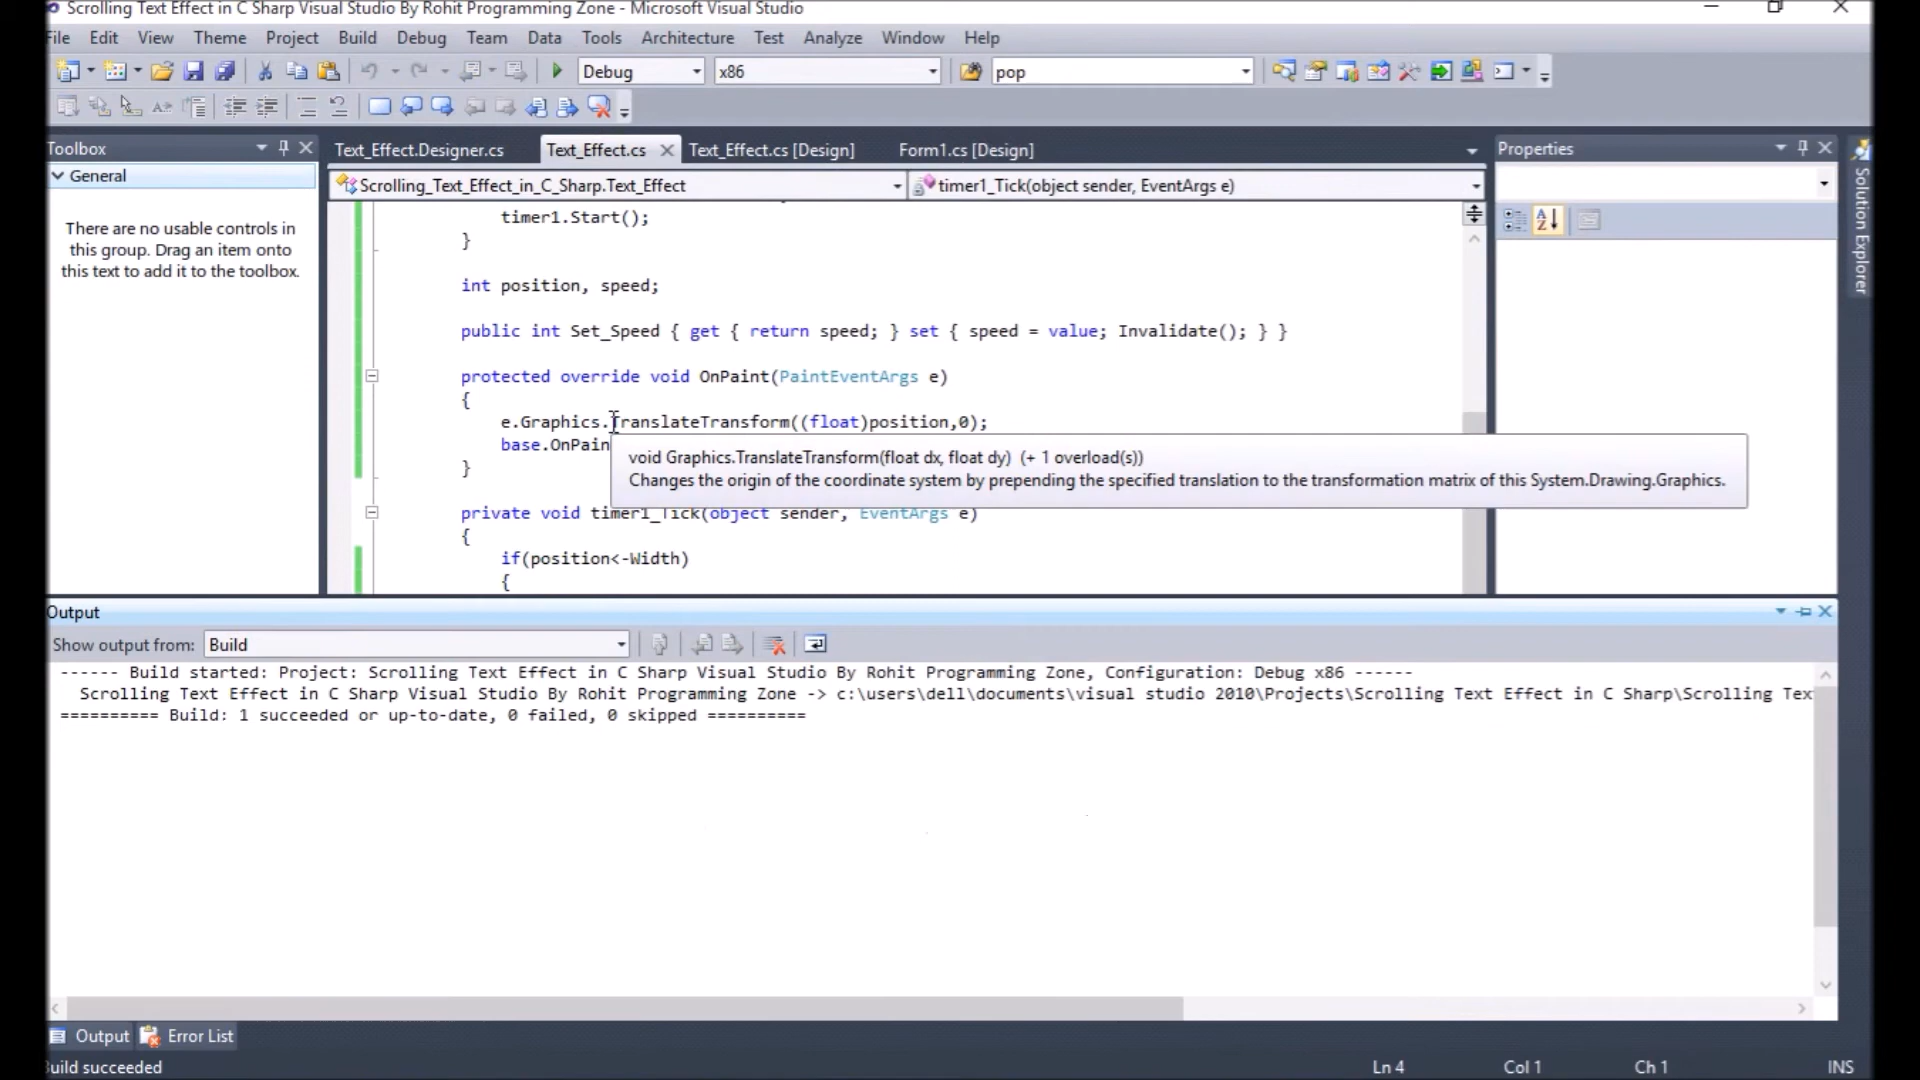 Scrolling Text Effect in C Sharp Visual Studio By Rohit Programming Zone - Microsoft Visual Studio
File Edit View Theme Project Build Debug Team Data Tools Architecture Test Analyze Window Help
Debug x86 pop
Toolbox
General
There are no usable controls in
this group. Drag an item onto
this text to add it to the toolbox.
Text_Effect.Designer.cs Text_Effect.cs Text_Effect.cs [Design] Form1.cs [Design]
Scrolling_Text_Effect_in_C_Sharp.Text_Effect timer1_Tick(object sender, EventArgs e)
timer1.Start();
}
int position, speed;
public int Set_Speed { get { return speed; } set { speed = value; Invalidate(); } }
protected override void OnPaint(PaintEventArgs e)
{
e.Graphics.TranslateTransform((float)position,0);
base.OnPain
}
void Graphics.TranslateTransform(float dx, float dy) (+ 1 overload(s))
Changes the origin of the coordinate system by prepending the specified translation to the transformation matrix of this System.Drawing.Graphics.
private void timer1_Tick(object sender, EventArgs e)
{
if(position<-Width)
{
Properties
Solution Explorer
Output
Show output from: Build
------ Build started: Project: Scrolling Text Effect in C Sharp Visual Studio By Rohit Programming Zone, Configuration: Debug x86 ------
Scrolling Text Effect in C Sharp Visual Studio By Rohit Programming Zone -> c:\users\dell\documents\visual studio 2010\Projects\Scrolling Text Effect in C Sharp\Scrolling Tex
========== Build: 1 succeeded or up-to-date, 0 failed, 0 skipped ==========
Output Error List
uild succeeded
Ln 4 Col 1 Ch 1 INS